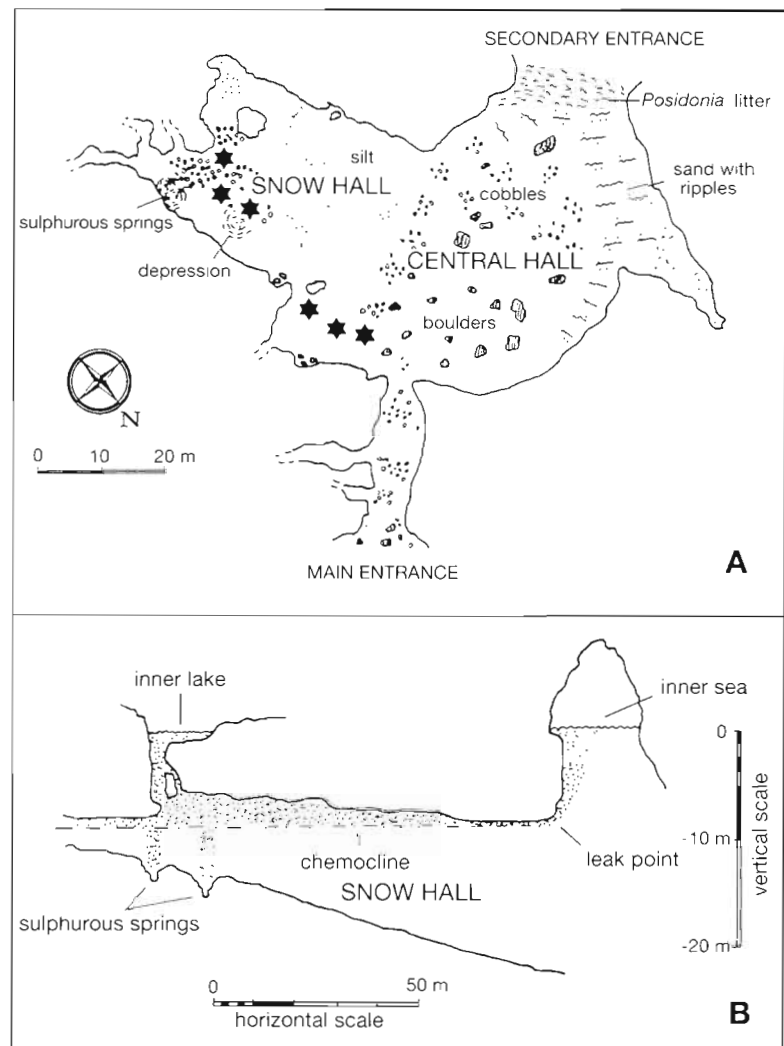 SECONDARY ENTRANCE
Posidonia litter
silt
SNOW HALL
sand with
ripples
cobbles
sulphurous springs
depression
CENTRAL HALL
boulders
N
0 10 20 m
MAIN ENTRANCE
A
inner lake
inner sea
0
-10 m
-20 m
vertical scale
chemocline
leak point
SNOW HALL
sulphurous springs
0 50 m
horizontal scale
B